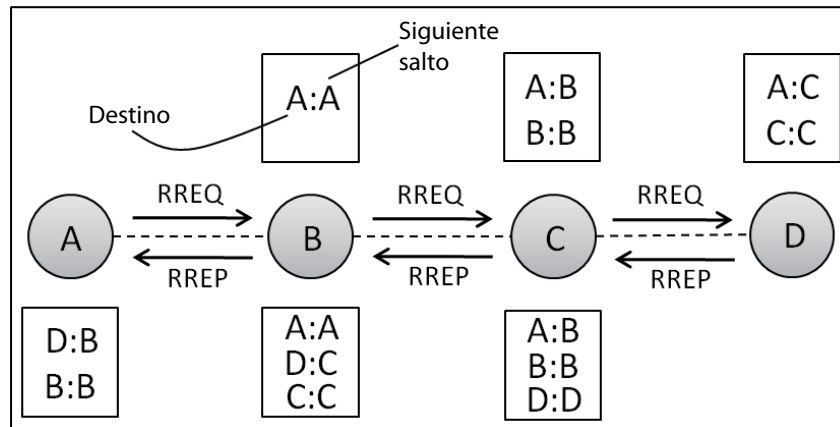 Siguiente
salto
Destino
A:A
A:B
B:B
A:C
C:C
RREQ
RREQ
RREQ
A
B
C
D
RREP
RREP
RREP
D:B
B:B
A:A
D:C
C:C
A:B
B:B
D:D